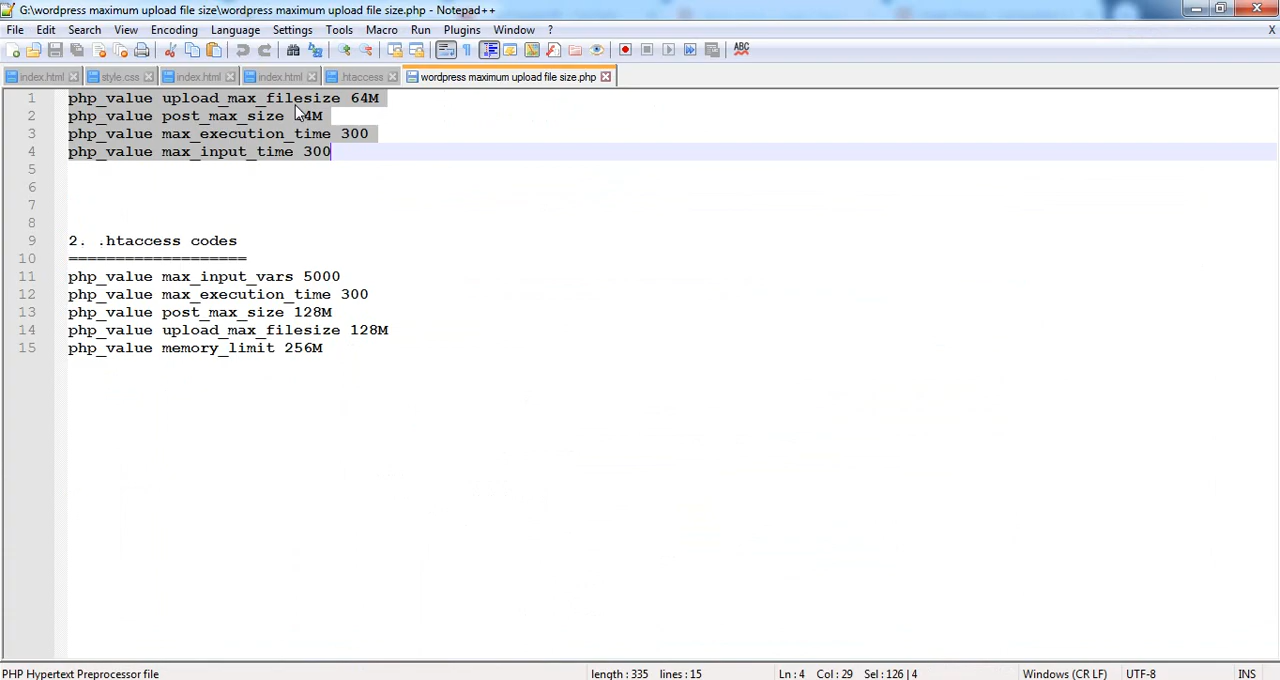 G:\wordpress maximum upload file size\wordpress maximum upload file size.php - Notepad++
File Edit Search View Encoding Language Settings Tools Macro Run Plugins Window ? X
index.html style.css index.html index.html .htaccess wordpress maximum upload file size.php
1 php_value upload_max_filesize 64M
2 php_value post_max_size 4M
3 php_value max_execution_time 300
4 php_value max_input_time 300
5
6
7
8
9 2. .htaccess codes
10 ===================
11 php_value max_input_vars 5000
12 php_value max_execution_time 300
13 php_value post_max_size 128M
14 php_value upload_max_filesize 128M
15 php_value memory_limit 256M
PHP Hypertext Preprocessor file length : 335 lines : 15 Ln : 4 Col : 29 Sel : 126 | 4 Windows (CR LF) UTF-8 INS